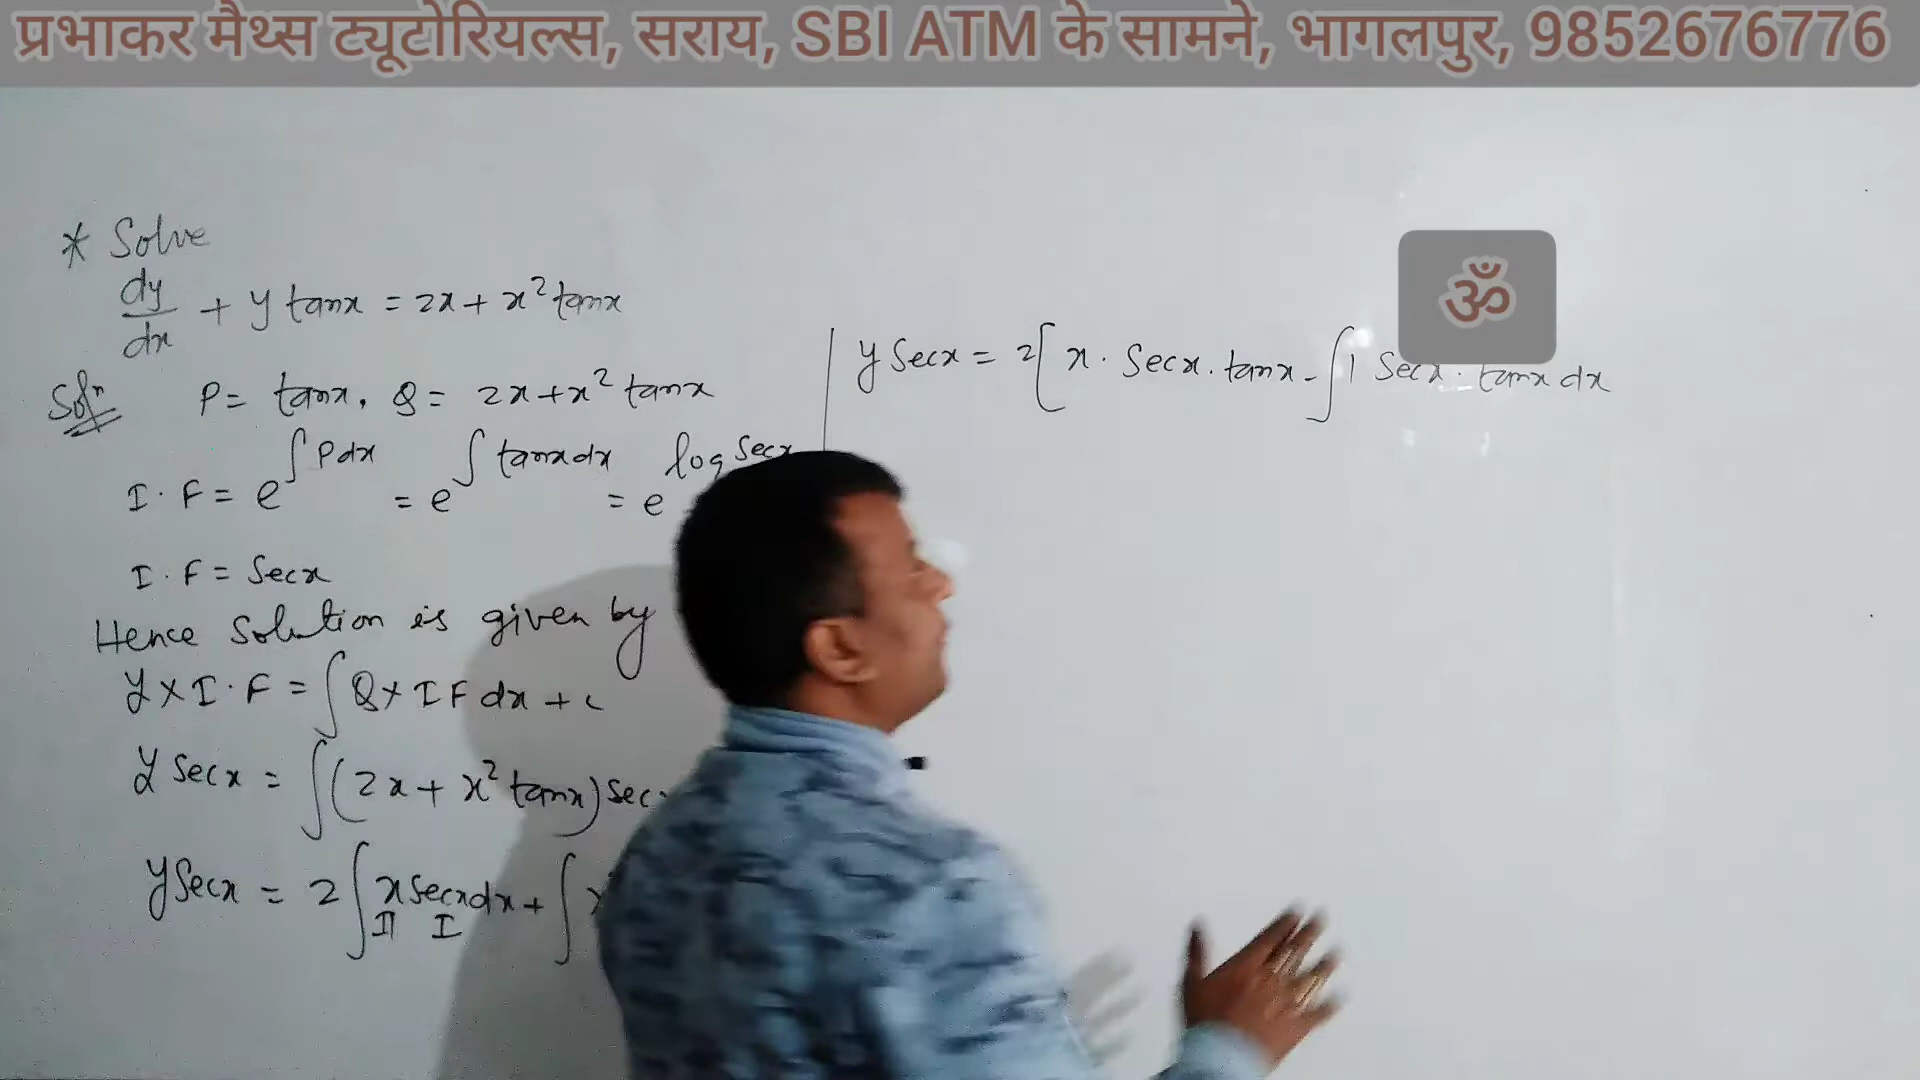 प्रभाकर मैथ्स ट्यूटोरियल्स, सराय, SBI ATM के सामने, भागलपुर, 9852676776
ॐ
* Solve
dy/dx + y tanx = 2x + x² tanx
Solⁿ P = tanx, Q = 2x + x² tanx
I.F = e^∫Pdx = e^∫tanxdx = e^log Secx
I.F = Secx
Hence Solution is given by
y × I.F = ∫Q × IF dx + c
y Secx = ∫(2x + x² tanx) sec
y Secx = 2∫x secx dx + ∫
II I
y Secx = 2[x. Secx. tanx - ∫1 Secx. tanx dx